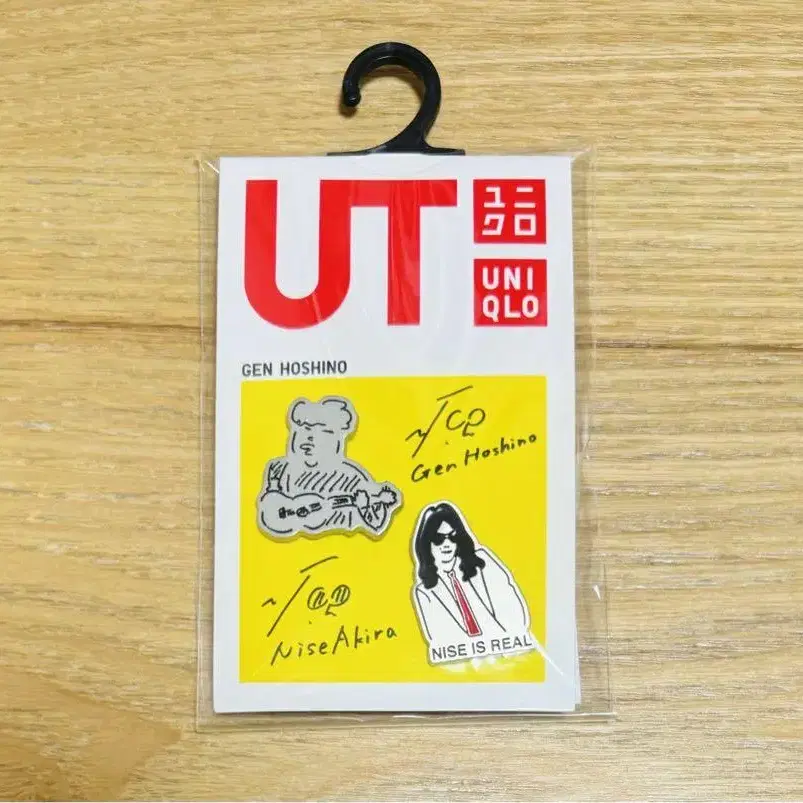 UT
ユニ
クロ
UNI
QLO
GEN HOSHINO
Gen Hoshino
NiseAkira
NISE IS REAL